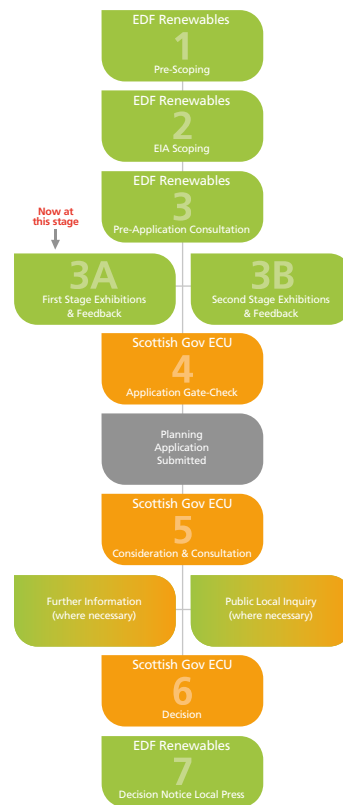 EDF Renewables
1
Pre-Scoping
EDF Renewables
2
EIA Scoping
EDF Renewables
3
Pre-Application Consultation
Now at
this stage
3A
First Stage Exhibitions
& Feedback
3B
Second Stage Exhibitions
& Feedback
Scottish Gov ECU
4
Application Gate-Check
Planning
Application
Submitted
Scottish Gov ECU
5
Consideration & Consultation
Further Information
(where necessary)
Public Local Inquiry
(where necessary)
Scottish Gov ECU
6
Decision
EDF Renewables
7
Decision Notice Local Press